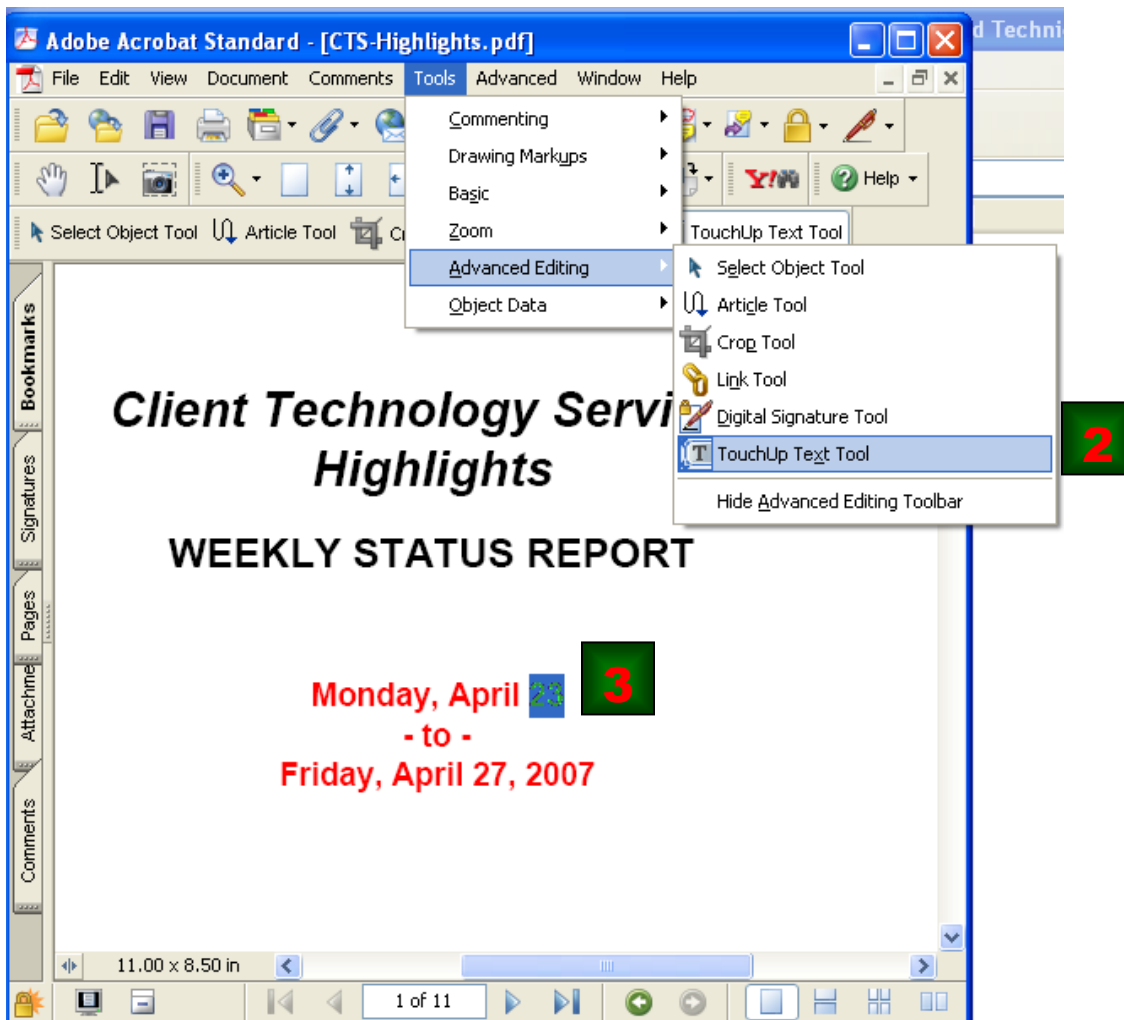 Adobe Acrobat Standard - [CTS-Highlights.pdf]
d Techni
File Edit View Document Comments Tools Advanced Window Help
Commenting
Drawing Markups
Basic
Zoom
Advanced Editing
Object Data
Y! Help
Select Object Tool Article Tool TouchUp Text Tool
Select Object Tool
Article Tool
Crop Tool
Link Tool
Digital Signature Tool
TouchUp Text Tool
Hide Advanced Editing Toolbar
2
Bookmarks
Signatures
Pages
Attachme
Comments
Client Technology Servi
Highlights
WEEKLY STATUS REPORT
Monday, April 23
3
- to -
Friday, April 27, 2007
11.00 x 8.50 in
1 of 11